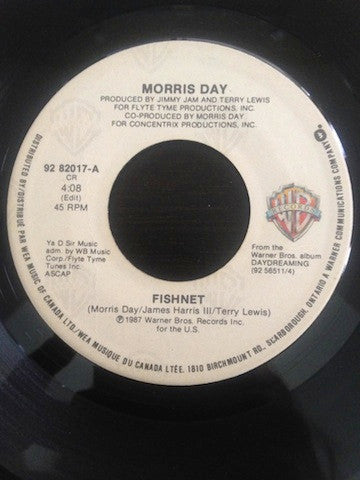 MORRIS DAY
PRODUCED BY JIMMY JAM AND TERRY LEWIS
FOR FLYTE TYME PRODUCTIONS, INC.
CO-PRODUCED BY MORRIS DAY
FOR CONCENTRIX PRODUCTIONS, INC.
92 82017-A
CR
4:08
(Edit)
45 RPM
RECORDS
Ya D Sir Music
adm. by WB Music
Corp./Flyte Tyme
Tunes Inc.
ASCAP
From the
Warner Bros. album
DAYDREAMING
(92 56511/4)
FISHNET
(Morris Day/James Harris III/Terry Lewis)
℗1987 Warner Bros. Records Inc.
for the U.S.
DISTRIBUTED BY/DISTRIBUÉ PAR WEA MUSIC OF CANADA LTD/WEA MUSIQUE DU CANADA LTÉE. 1810 BIRCHMOUNT RD., SCARBOROUGH, ONTARIO A WARNER COMMUNICATIONS COMPANY